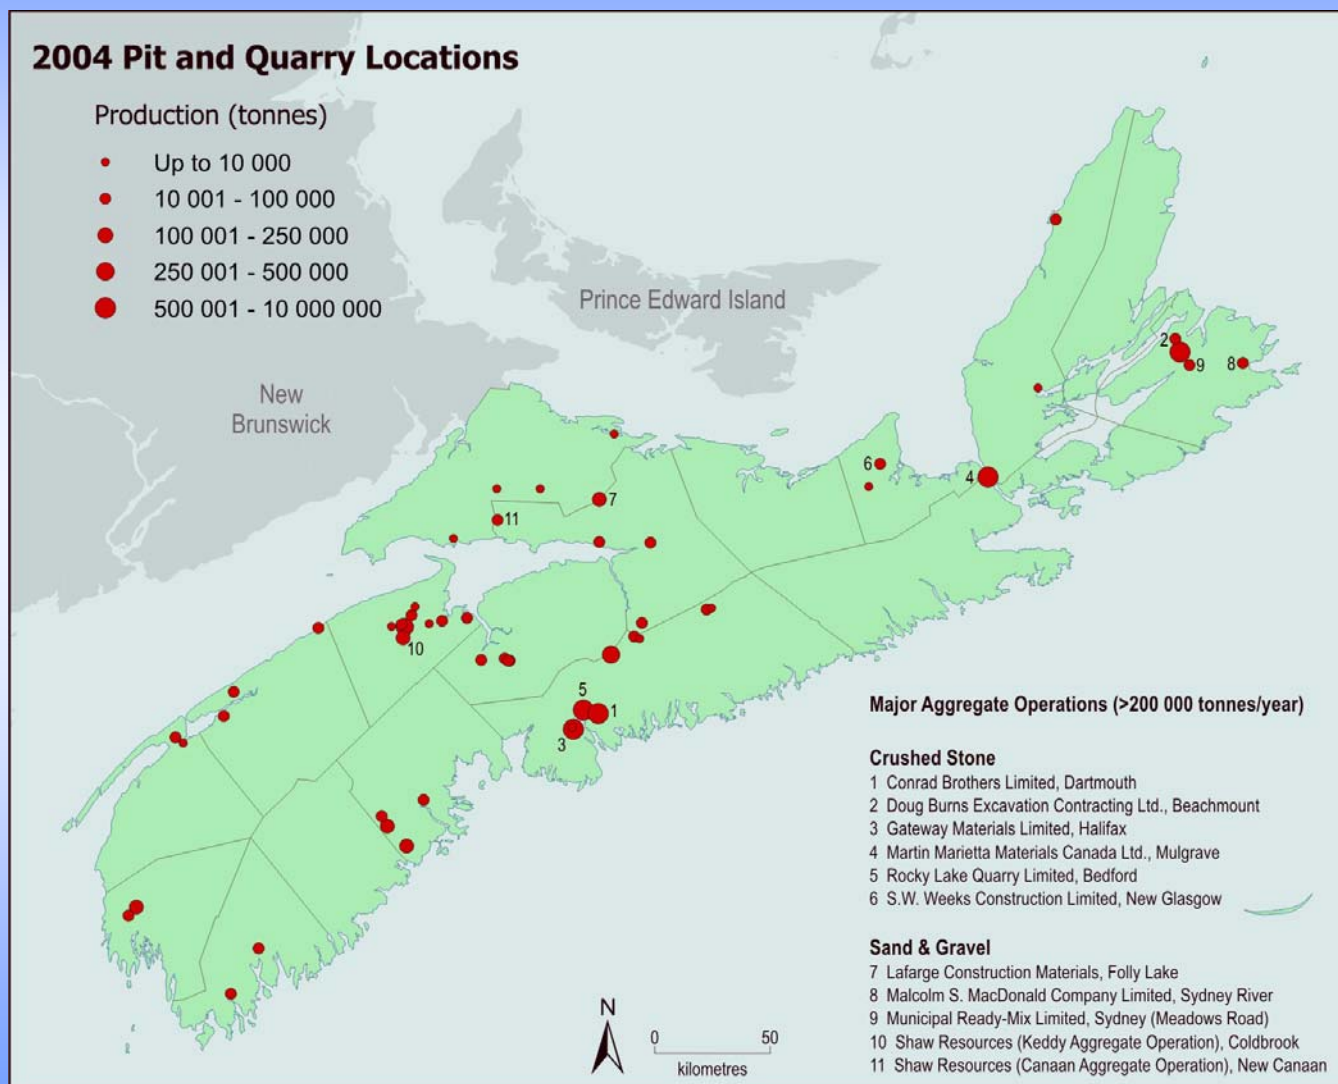 2004 Pit and Quarry Locations
Production (tonnes)
Up to 10 000
10 001 - 100 000
100 001 - 250 000
250 001 - 500 000
500 001 - 10 000 000
Prince Edward Island
New
Brunswick
2
9
8
6
4
7
11
10
5
1
3
Major Aggregate Operations (>200 000 tonnes/year)
Crushed Stone
1 Conrad Brothers Limited, Dartmouth
2 Doug Burns Excavation Contracting Ltd., Beachmount
3 Gateway Materials Limited, Halifax
4 Martin Marietta Materials Canada Ltd., Mulgrave
5 Rocky Lake Quarry Limited, Bedford
6 S.W. Weeks Construction Limited, New Glasgow
Sand & Gravel
7 Lafarge Construction Materials, Folly Lake
8 Malcolm S. MacDonald Company Limited, Sydney River
9 Municipal Ready-Mix Limited, Sydney (Meadows Road)
10 Shaw Resources (Keddy Aggregate Operation), Coldbrook
11 Shaw Resources (Canaan Aggregate Operation), New Canaan
N
0 50
kilometres